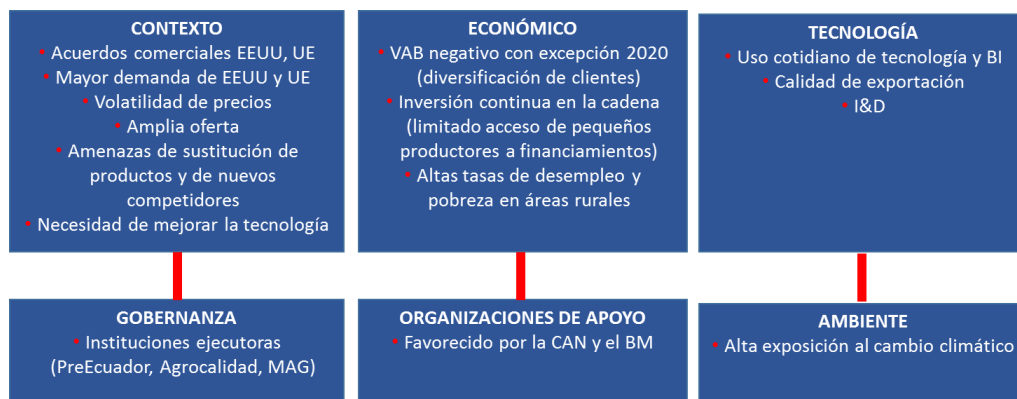 CONTEXTO
• Acuerdos comerciales EEUU, UE
• Mayor demanda de EEUU y UE
• Volatilidad de precios
• Amplia oferta
• Amenazas de sustitución de
productos y de nuevos
competidores
• Necesidad de mejorar la tecnología
ECONÓMICO
• VAB negativo con excepción 2020
(diversificación de clientes)
• Inversión continua en la cadena
(limitado acceso de pequeños
productores a financiamientos)
• Altas tasas de desempleo y
pobreza en áreas rurales
TECNOLOGÍA
• Uso cotidiano de tecnología y BI
• Calidad de exportación
• I&D
GOBERNANZA
• Instituciones ejecutoras
(PreEcuador, Agrocalidad, MAG)
ORGANIZACIONES DE APOYO
• Favorecido por la CAN y el BM
AMBIENTE
• Alta exposición al cambio climático